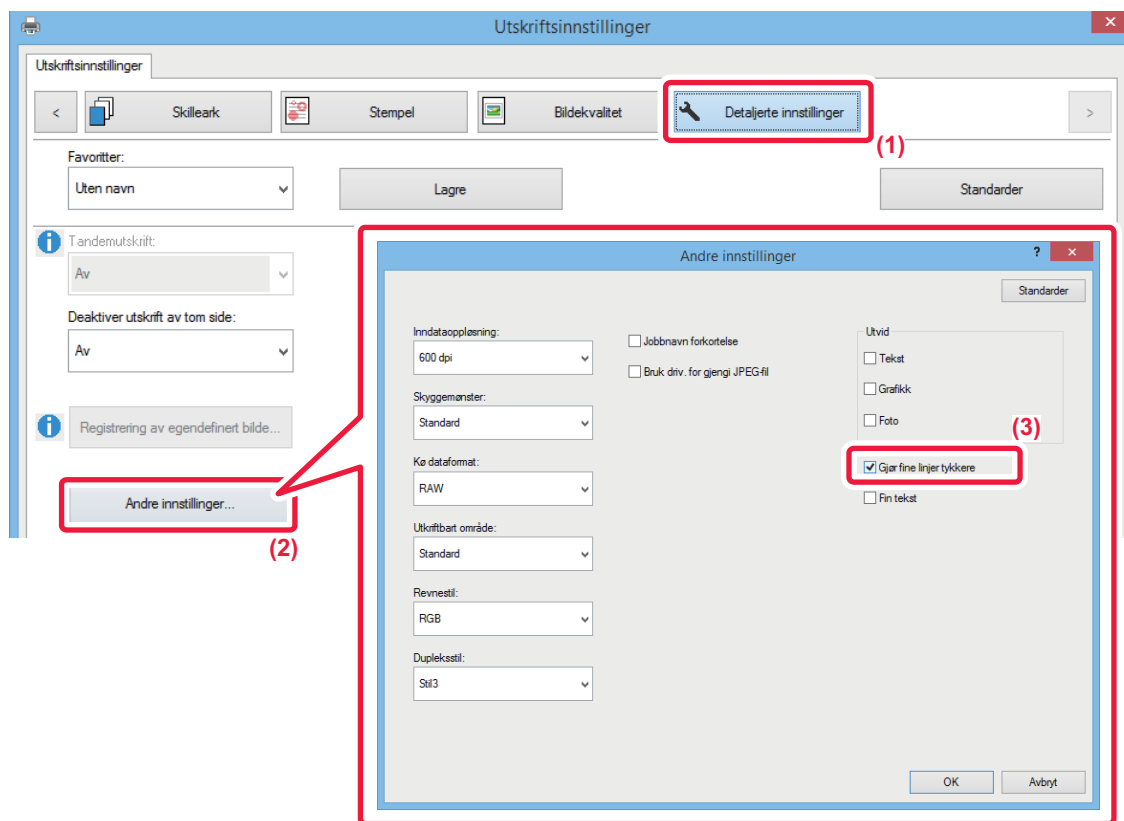 Utskriftsinnstillinger
Utskriftsinnstillinger
< Skilleark Stempel Bildekvalitet Detaljerte innstillinger >
(1)
Favoritter:
Uten navn Lagre Standarder
Tandemutskrift:
Av
Deaktiver utskrift av tom side:
Av
Registrering av egendefinert bilde...
Andre innstillinger...
(2)
Andre innstillinger ?
Standarder
Inndataoppløsning:
600 dpi
Skyggemønster:
Standard
Kø dataformat:
RAW
Utkriftbart område:
Standard
Revnestil:
RGB
Dupleksstil:
Stil3
Jobbnavn forkortelse
Bruk driv. for gjengi JPEG-fil
Utvid
Tekst
Grafikk
Foto
(3)
Gjør fine linjer tykkere
Fin tekst
OK Avbryt